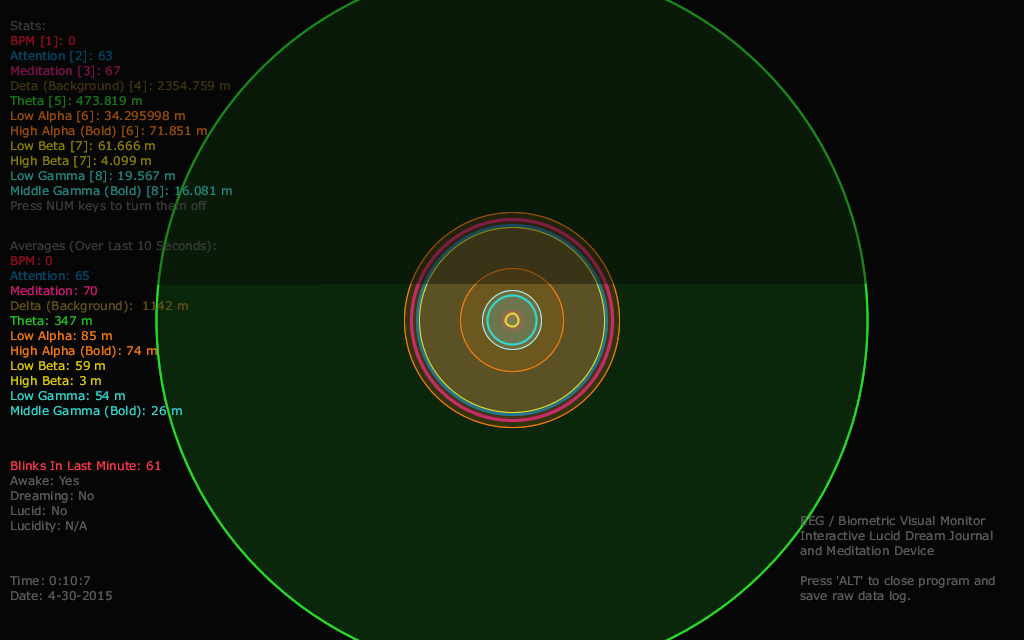 Stats:
BPM [1]: 0
Attention [2]: 63
Meditation [3]: 67
Deta (Background) [4]: 2354.759 m
Theta [5]: 473.819 m
Low Alpha [6]: 34.295998 m
High Alpha (Bold) [6]: 71.851 m
Low Beta [7]: 61.666 m
High Beta [7]: 4.099 m
Low Gamma [8]: 19.567 m
Middle Gamma (Bold) [8]: 16.081 m
Press NUM keys to turn them off
Averages (Over Last 10 Seconds):
BPM: 0
Attention: 65
Meditation: 70
Delta (Background): 1142 m
Theta: 347 m
Low Alpha: 85 m
High Alpha (Bold): 74 m
Low Beta: 59 m
High Beta: 3 m
Low Gamma: 54 m
Middle Gamma (Bold): 26 m
Blinks In Last Minute: 61
Awake: Yes
Dreaming: No
Lucid: No
Lucidity: N/A
Time: 0:10:7
Date: 4-30-2015
EEG / Biometric Visual Monitor
Interactive Lucid Dream Journal
and Meditation Device
Press 'ALT' to close program and
save raw data log.